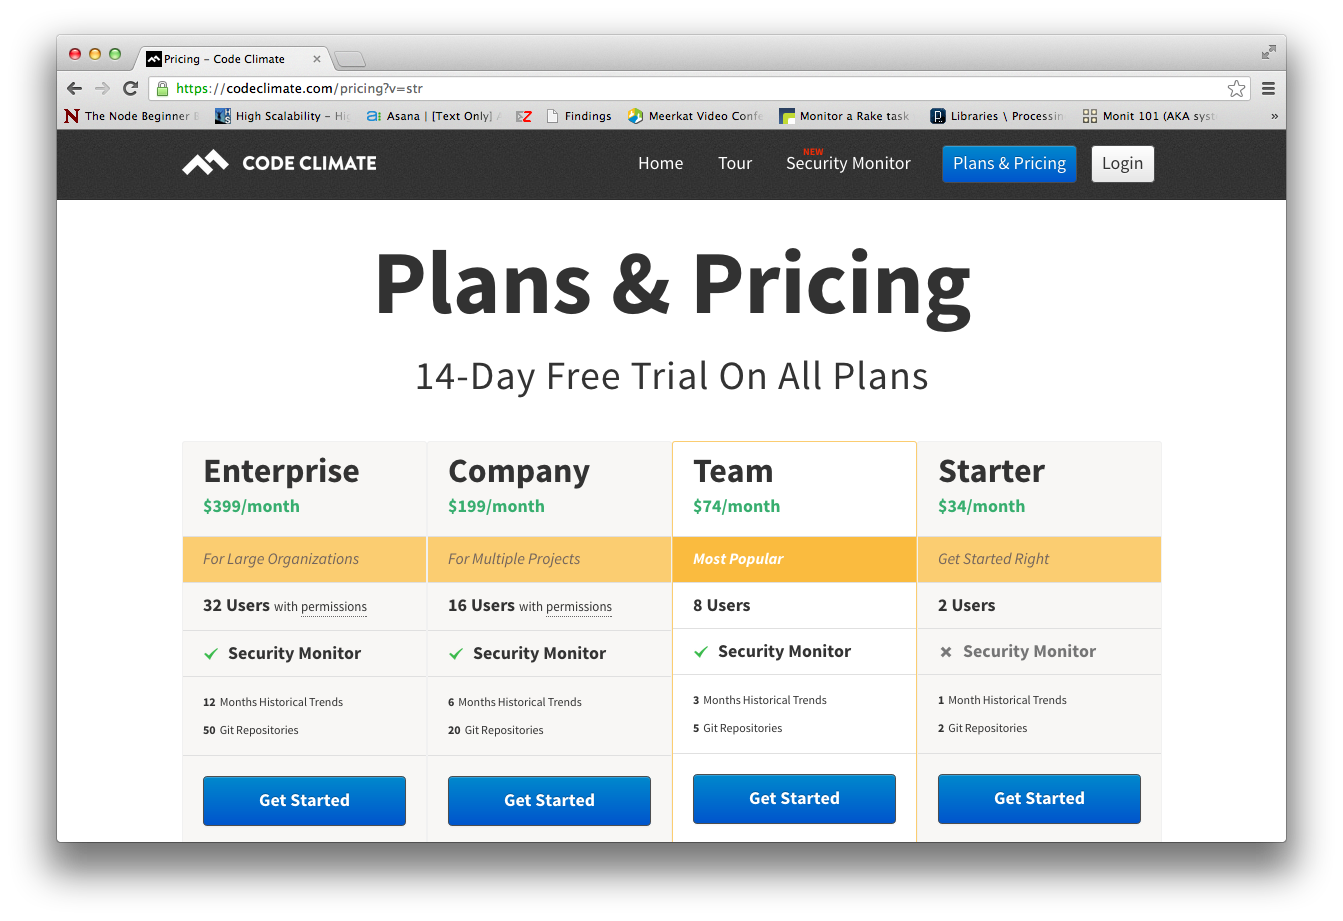 Pricing – Code Climate
https://codeclimate.com/pricing?v=str
The Node Beginner
High Scalability – Hig
Asana | [Text Only]
Findings
Meerkat Video Confe
Monitor a Rake task
Libraries \ Processin
Monit 101 (AKA syst
»
CODE CLIMATE
Home
Tour
NEW
Security Monitor
Plans & Pricing
Login
Plans & Pricing
14-Day Free Trial On All Plans
Enterprise
$399/month
For Large Organizations
32 Users with permissions
Security Monitor
12 Months Historical Trends
50 Git Repositories
Get Started
Company
$199/month
For Multiple Projects
16 Users with permissions
Security Monitor
6 Months Historical Trends
20 Git Repositories
Get Started
Team
$74/month
Most Popular
8 Users
Security Monitor
3 Months Historical Trends
5 Git Repositories
Get Started
Starter
$34/month
Get Started Right
2 Users
Security Monitor
1 Month Historical Trends
2 Git Repositories
Get Started